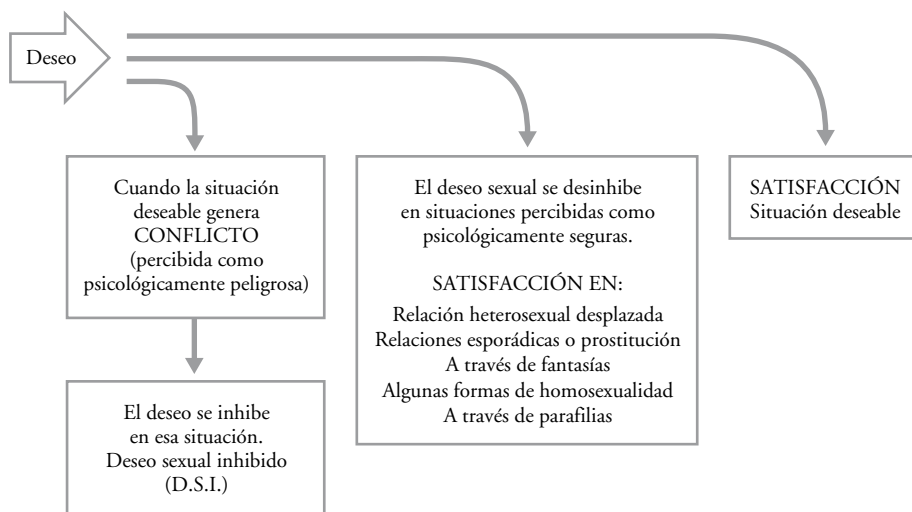 Deseo
Cuando la situación
deseable genera
CONFLICTO
(percibida como
psicológicamente peligrosa)
El deseo se inhibe
en esa situación.
Deseo sexual inhibido
(D.S.I.)
El deseo sexual se desinhibe
en situaciones percibidas como
psicológicamente seguras.
SATISFACCIÓN EN:
Relación heterosexual desplazada
Relaciones esporádicas o prostitución
A través de fantasías
Algunas formas de homosexualidad
A través de parafilias
SATISFACCIÓN
Situación deseable